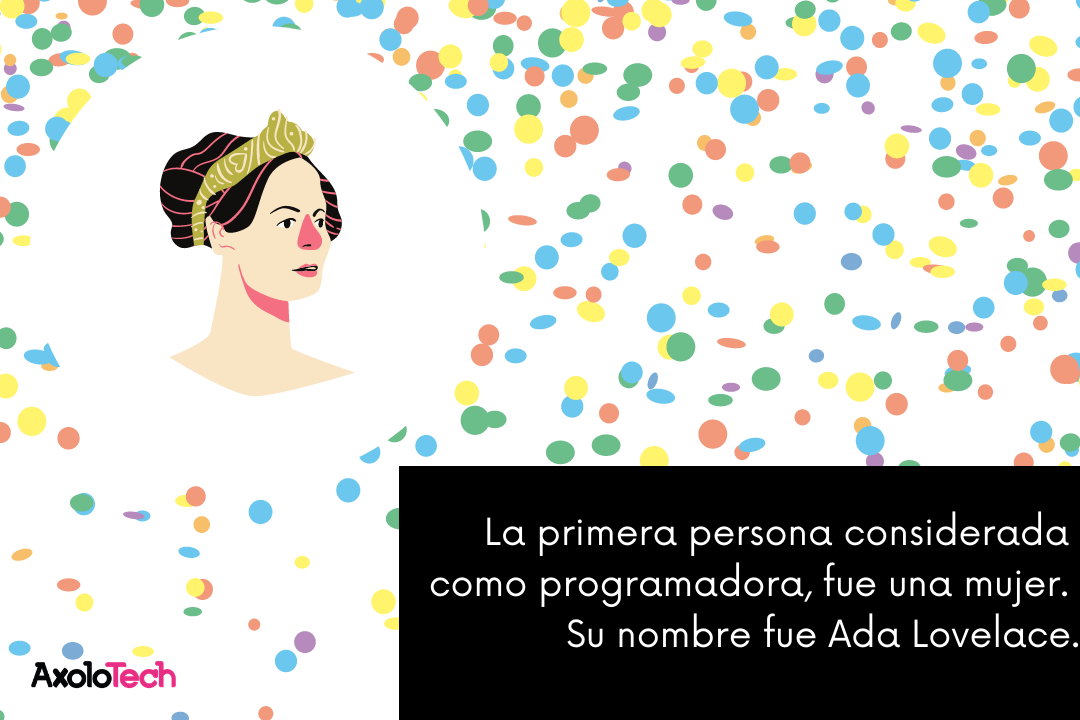 La primera persona considerada
como programadora, fue una mujer.
Su nombre fue Ada Lovelace.
AxoloTech